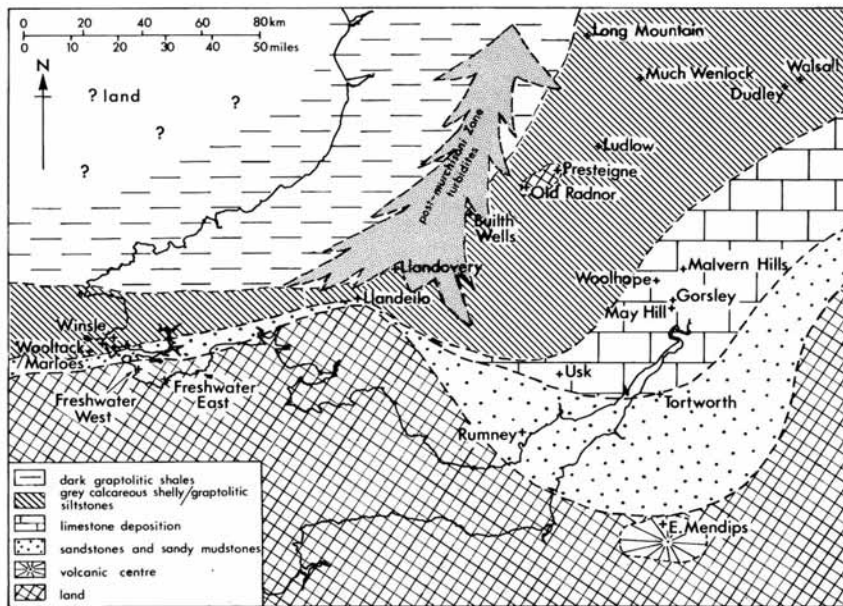 0 20 40 60 80 km
0 10 20 30 40 50 miles
N
? land
?
?
?
Long Mountain
Much Wenlock
Walsall
Dudley
Ludlow
Presteigne
Old Radnor
post-murchisoni Zone
turbidites
Builth
Wells
Llandovery
Llandeilo
Malvern Hills
Woolhope
Gorsley
May Hill
Winsle
Wooltack
/Marloes
Freshwater
West
Freshwater
East
Usk
Tortworth
Rumney
E. Mendips
dark graptolitic shales
grey calcareous shelly/graptolitic
siltstones
limestone deposition
sandstones and sandy mudstones
volcanic centre
land